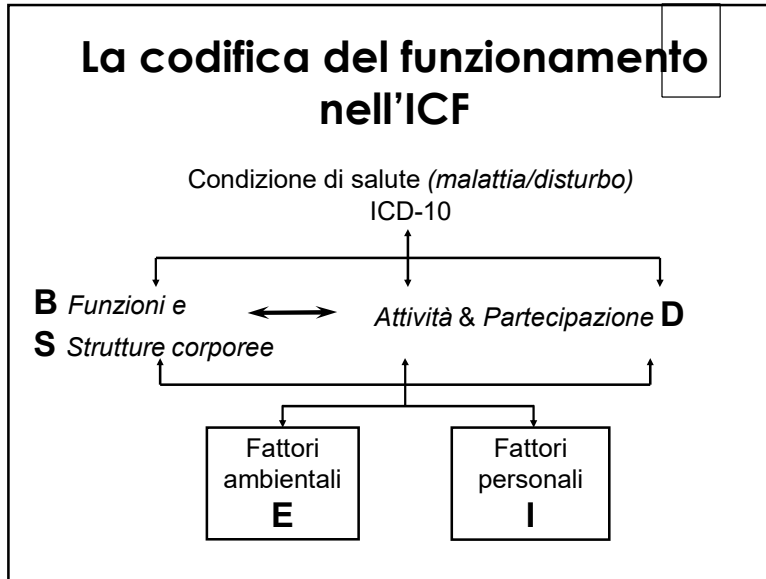 La codifica del funzionamento
nell’ICF
Condizione di salute (malattia/disturbo)
ICD-10
B Funzioni e
S Strutture corporee
Attività & Partecipazione D
Fattori
ambientali
E
Fattori
personali
I